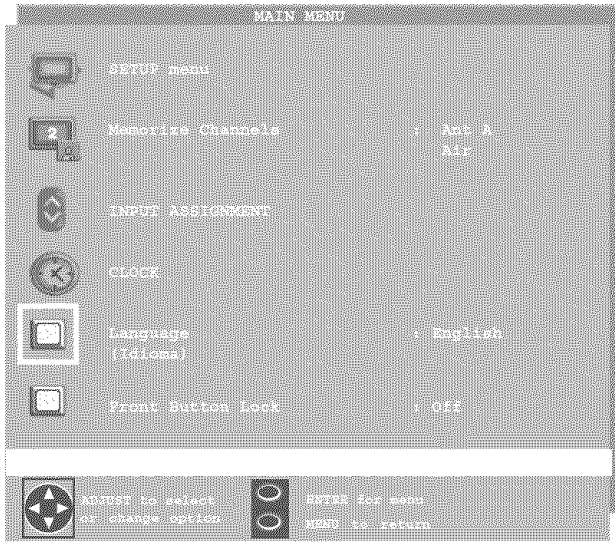 MAIN MENU
SETUP menu
2
Memorize Channels : Ant A
Air
INPUT ASSIGNMENT
CLOCK
Language : English
(Idioma)
Front Button Lock : Off
ADJUST to select
or change option
ENTER for menu
MENU to return